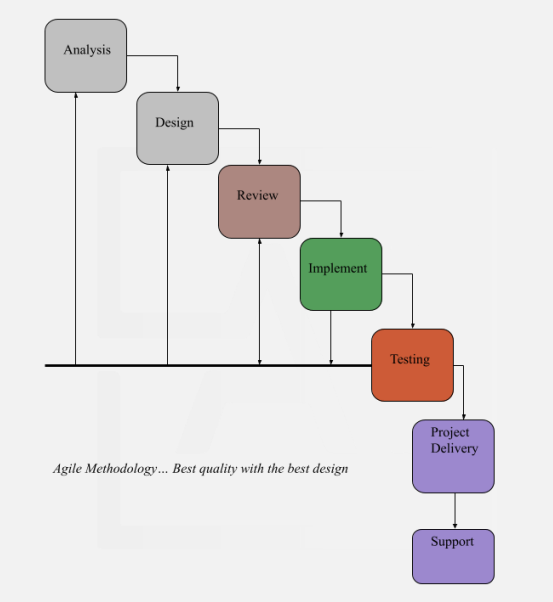 Analysis
Design
Review
Implement
Testing
Project
Delivery
Agile Methodology... Best quality with the best design
Support